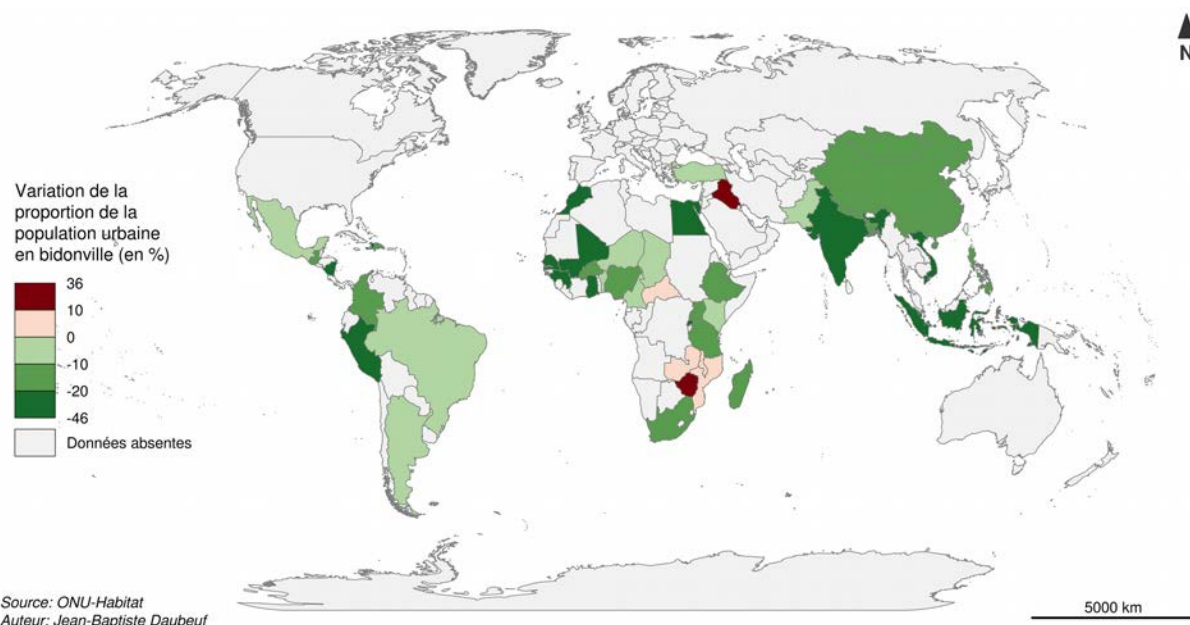 N
Variation de la
proportion de la
population urbaine
en bidonville (en %)
36
10
0
-10
-20
-46
Données absentes
Source: ONU-Habitat
Auteur: Jean-Baptiste Daubeuf
5000 km